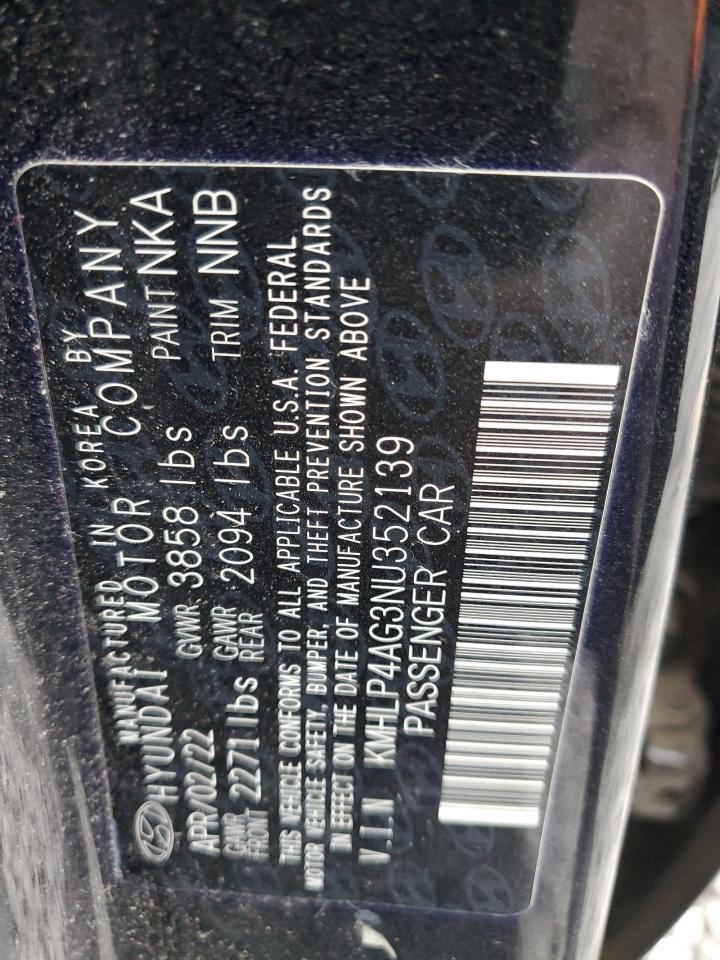 MANUFACTURED IN KOREA BY
HYUNDAI MOTOR COMPANY
APR/02/22 GVWR 3858 lbs PAINT NKA
GAWR FRONT 2271 lbs GAWR REAR 2094 lbs TRIM NNB
THIS VEHICLE CONFORMS TO ALL APPLICABLE U.S.A. FEDERAL
MOTOR VEHICLE SAFETY, BUMPER, AND THEFT PREVENTION STANDARDS
IN EFFECT ON THE DATE OF MANUFACTURE SHOWN ABOVE
V.I.N KMHLP4AG3NU352139
PASSENGER CAR